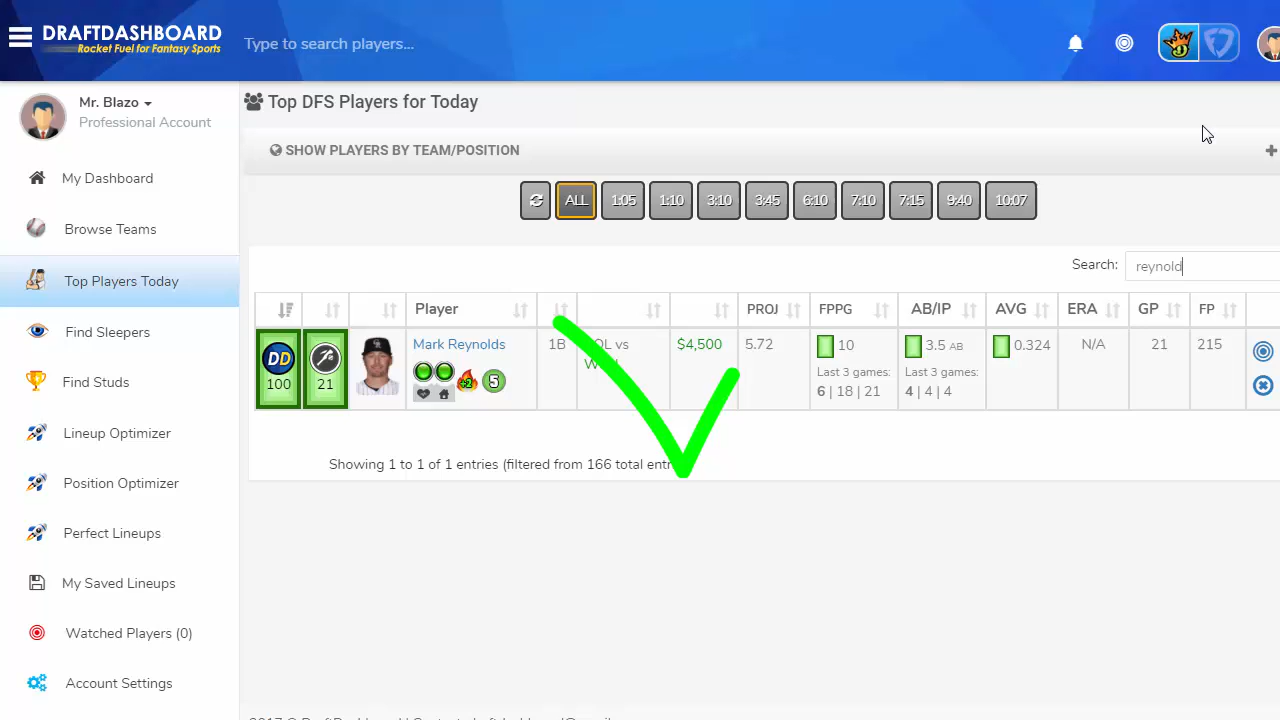 DRAFTDASHBOARD
Rocket Fuel for Fantasy Sports
Type to search players...
Mr. Blazo
Professional Account
My Dashboard
Browse Teams
Top Players Today
Find Sleepers
Find Studs
Lineup Optimizer
Position Optimizer
Perfect Lineups
My Saved Lineups
Watched Players (0)
Account Settings
Top DFS Players for Today
SHOW PLAYERS BY TEAM/POSITION
ALL 1:05 1:10 3:10 3:45 6:10 7:10 7:15 9:40 10:07
Search: reynold
Player PROJ FPPG AB/IP AVG ERA GP FP
DD 100 21 Mark Reynolds 1B vs $4,500 5.72 10 3.5 AB 0.324 N/A 21 215
+2 5
Last 3 games: Last 3 games:
6 | 18 | 21 4 | 4 | 4
Showing 1 to 1 of 1 entries (filtered from 166 total